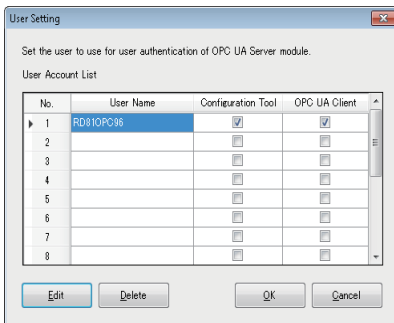 User Setting
Set the user to use for user authentication of OPC UA Server module.
User Account List
No. User Name Configuration Tool OPC UA Client
1 RD81OPC96
2
3
4
5
6
7
8
Edit Delete OK Cancel